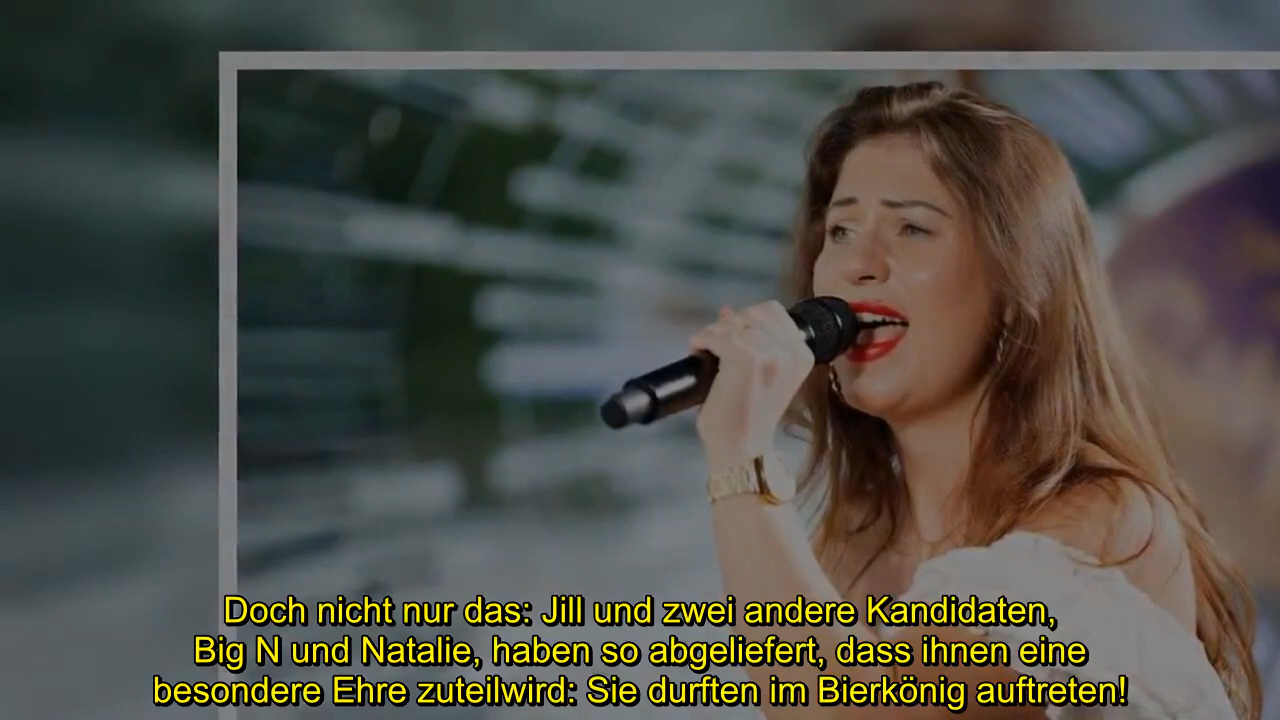 Doch nicht nur das: Jill und zwei andere Kandidaten,
Big N und Natalie, haben so abgeliefert, dass ihnen eine
besondere Ehre zuteilwird: Sie durften im Bierkönig auftreten!